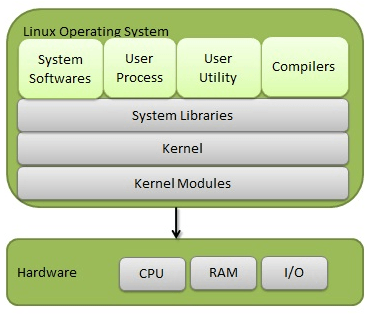 Linux Operating System
System
Softwares
User
Process
User
Utility
Compilers
System Libraries
Kernel
Kernel Modules
Hardware
CPU
RAM
I/O